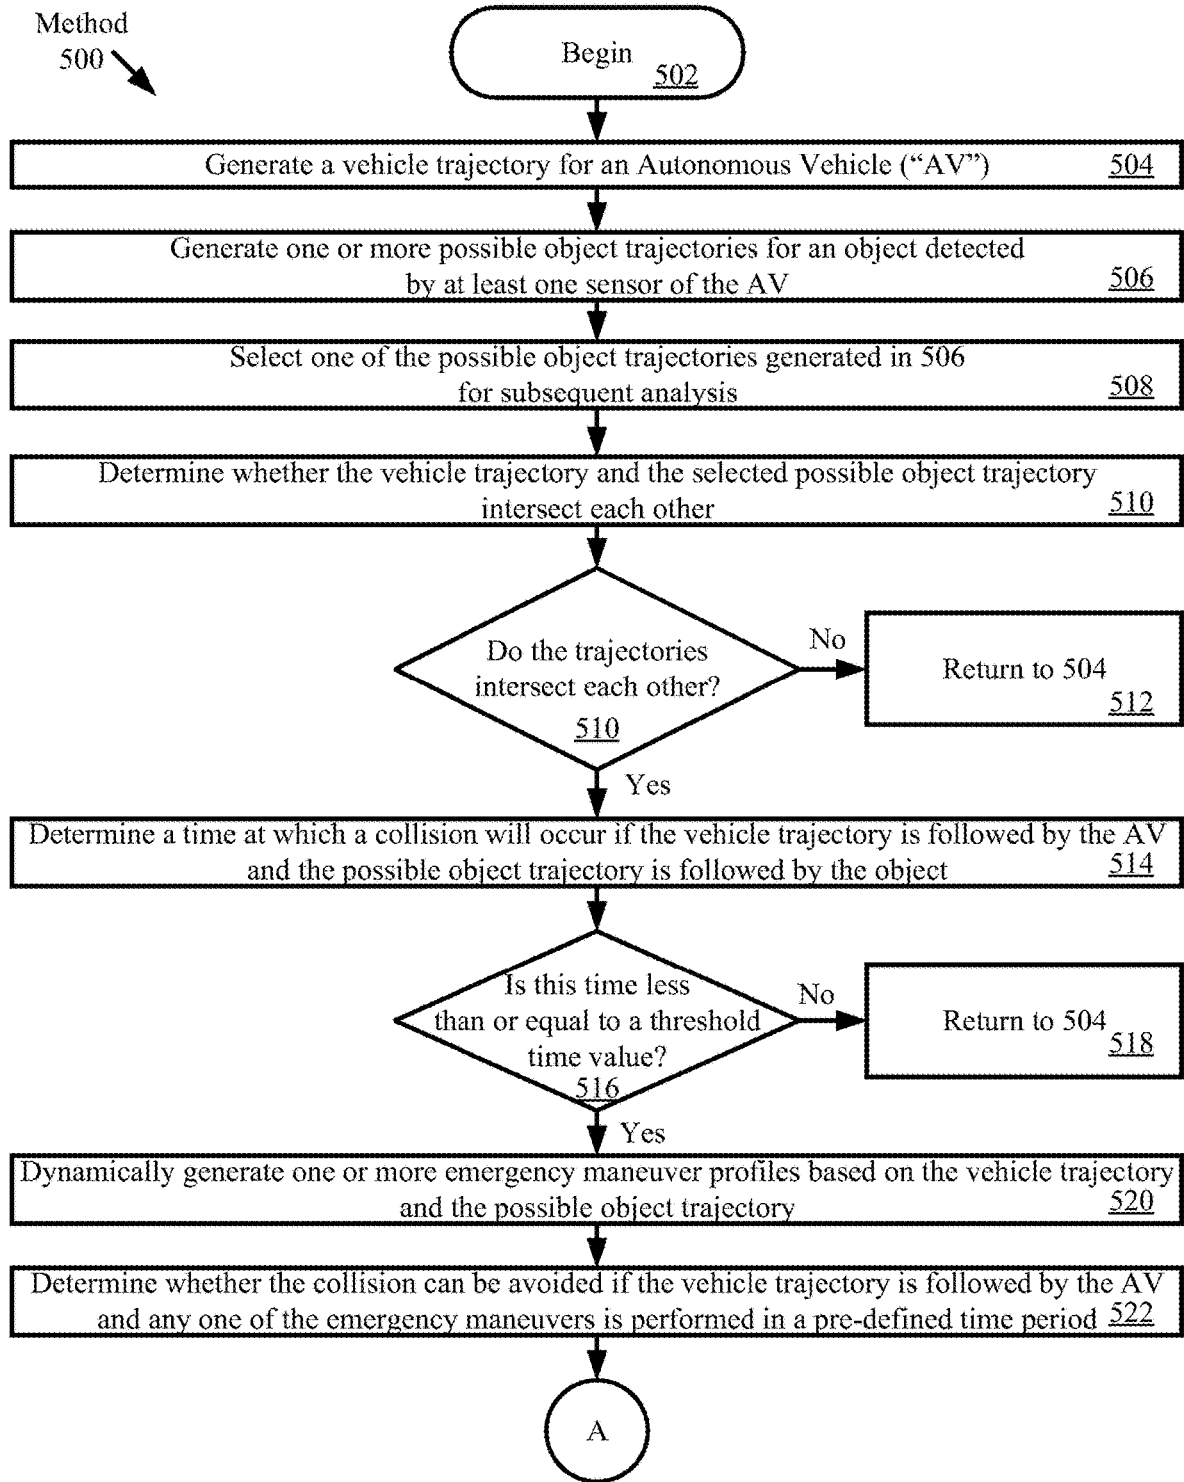 Method
500
Begin
502
Generate a vehicle trajectory for an Autonomous Vehicle (“AV”)
504
Generate one or more possible object trajectories for an object detected
by at least one sensor of the AV
506
Select one of the possible object trajectories generated in 506
for subsequent analysis
508
Determine whether the vehicle trajectory and the selected possible object trajectory
intersect each other
510
Do the trajectories
intersect each other?
510
No
Return to 504
512
Yes
Determine a time at which a collision will occur if the vehicle trajectory is followed by the AV
and the possible object trajectory is followed by the object
514
Is this time less
than or equal to a threshold
time value?
516
No
Return to 504
518
Yes
Dynamically generate one or more emergency maneuver profiles based on the vehicle trajectory
and the possible object trajectory
520
Determine whether the collision can be avoided if the vehicle trajectory is followed by the AV
and any one of the emergency maneuvers is performed in a pre-defined time period
522
A